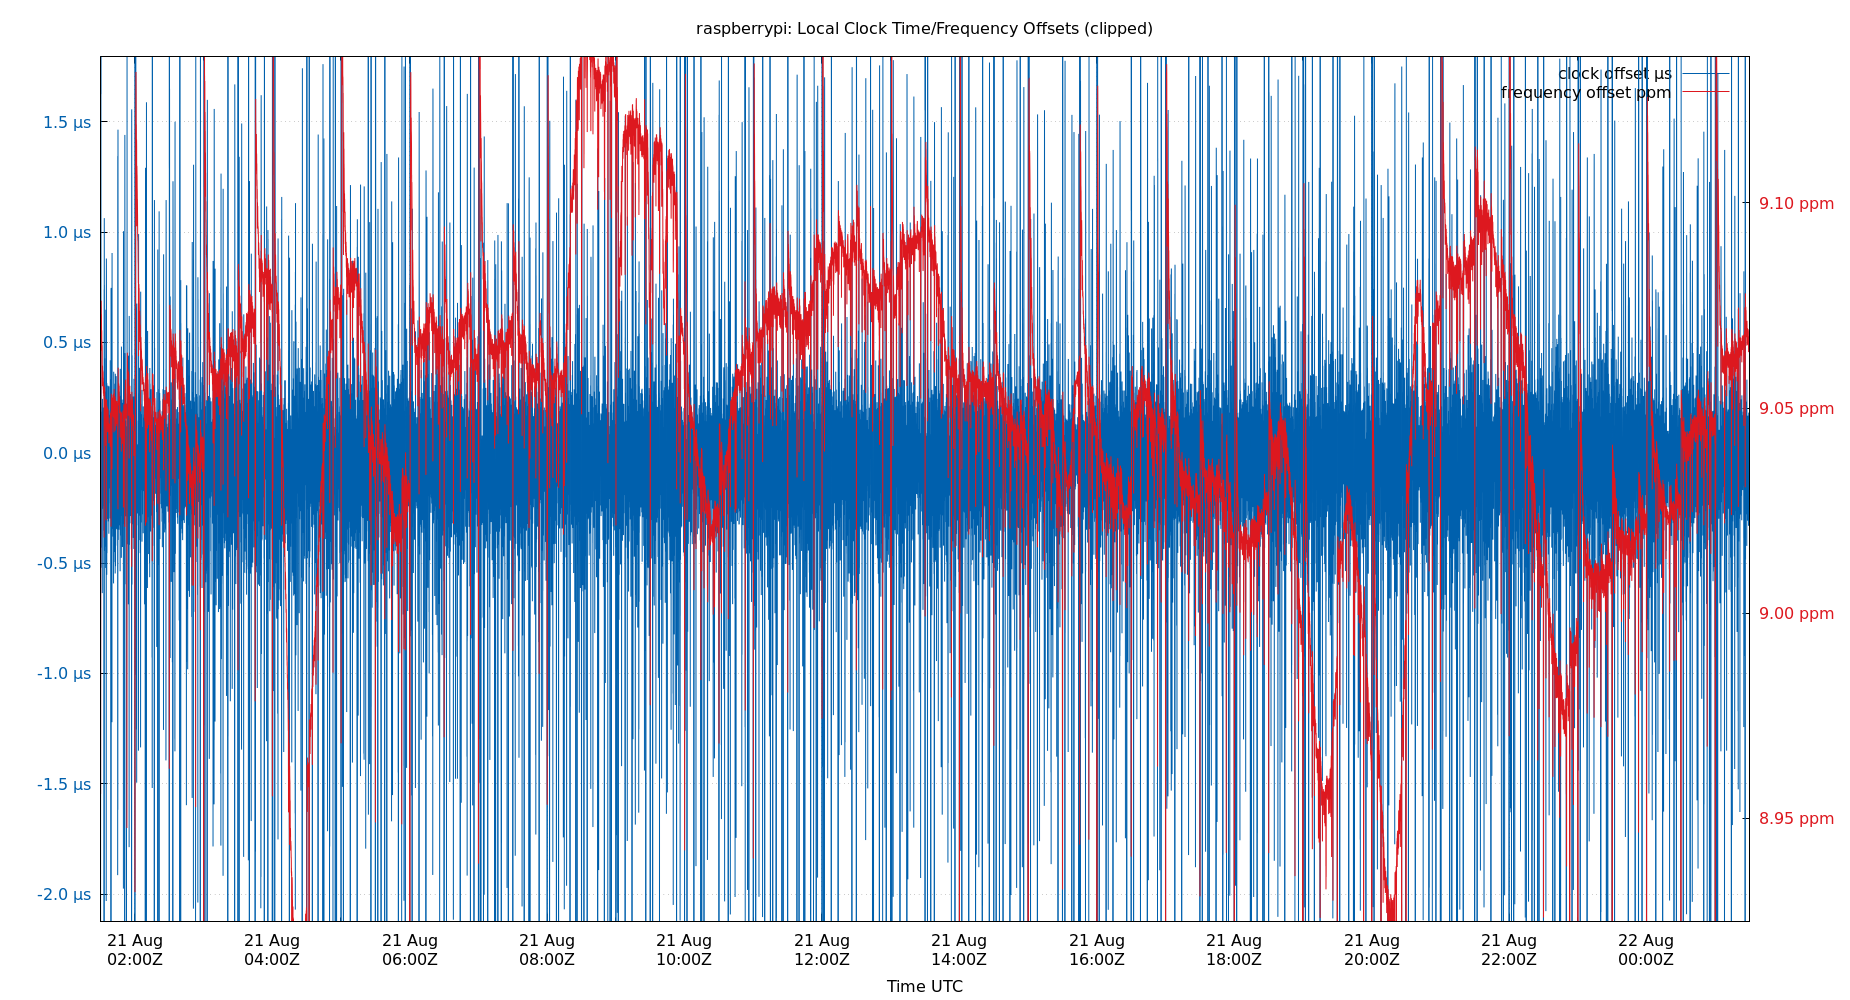 raspberrypi: Local Clock Time/Frequency Offsets (clipped)
clock offset µs
frequency offset ppm
1.5 µs
1.0 µs
0.5 µs
0.0 µs
-0.5 µs
-1.0 µs
-1.5 µs
-2.0 µs
9.10 ppm
9.05 ppm
9.00 ppm
8.95 ppm
21 Aug 21 Aug 21 Aug 21 Aug 21 Aug 21 Aug 21 Aug 21 Aug 21 Aug 21 Aug 21 Aug 22 Aug
02:00Z 04:00Z 06:00Z 08:00Z 10:00Z 12:00Z 14:00Z 16:00Z 18:00Z 20:00Z 22:00Z 00:00Z
Time UTC